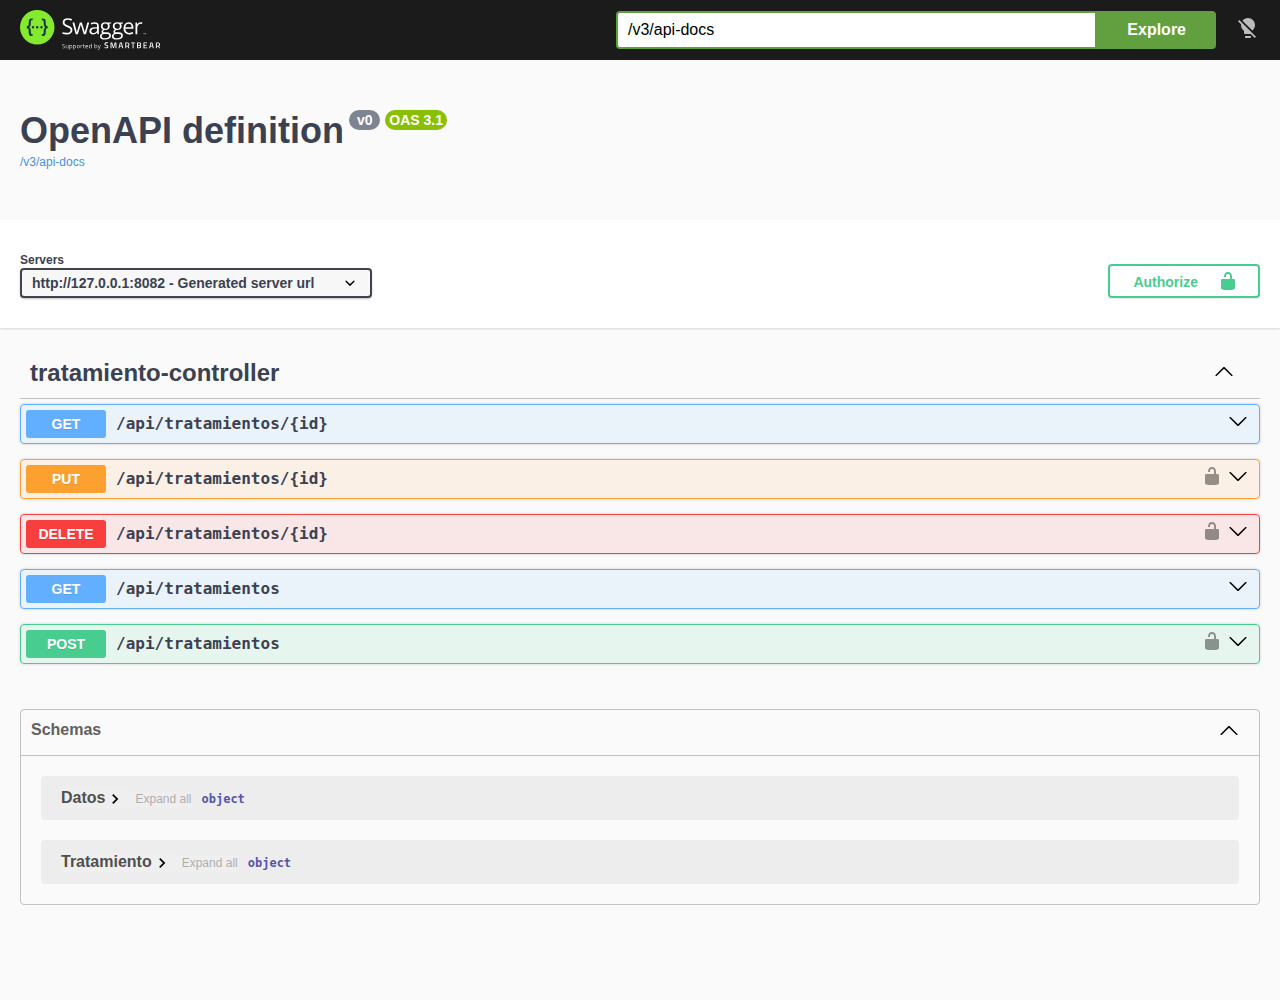 Swagger
Supported by SMARTBEAR
/v3/api-docs
Explore
OpenAPI definition v0 OAS 3.1
/v3/api-docs
Servers
http://127.0.0.1:8082 - Generated server url
Authorize
tratamiento-controller
GET /api/tratamientos/{id}
PUT /api/tratamientos/{id}
DELETE /api/tratamientos/{id}
GET /api/tratamientos
POST /api/tratamientos
Schemas
Datos Expand all object
Tratamiento Expand all object